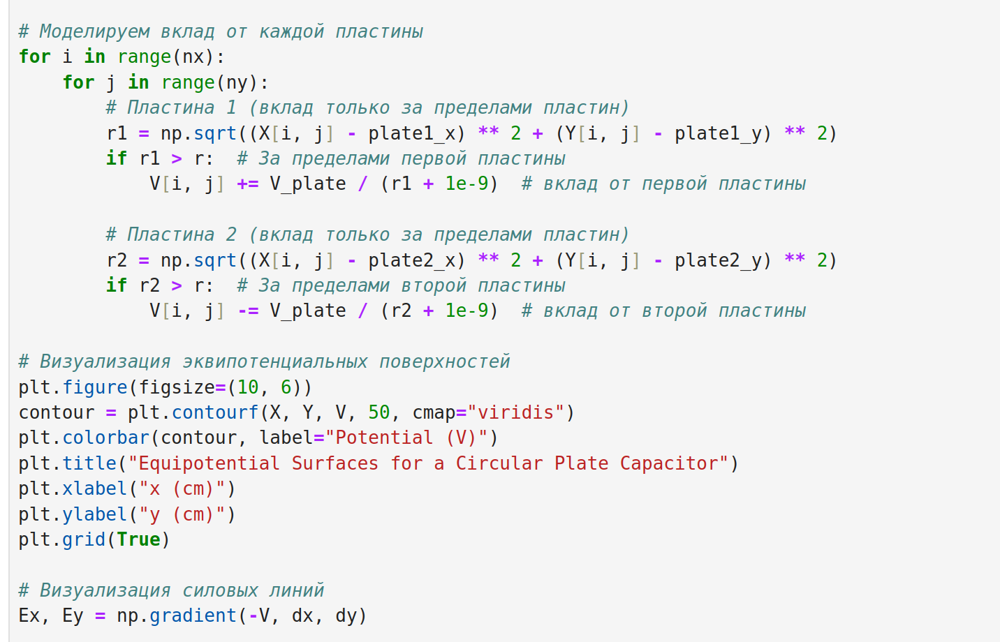 # Моделируем вклад от каждой пластины
for i in range(nx):
    for j in range(ny):
        # Пластина 1 (вклад только за пределами пластин)
        r1 = np.sqrt((X[i, j] - plate1_x) ** 2 + (Y[i, j] - plate1_y) ** 2)
        if r1 > r:  # За пределами первой пластины
            V[i, j] += V_plate / (r1 + 1e-9)  # вклад от первой пластины

        # Пластина 2 (вклад только за пределами пластин)
        r2 = np.sqrt((X[i, j] - plate2_x) ** 2 + (Y[i, j] - plate2_y) ** 2)
        if r2 > r:  # За пределами второй пластины
            V[i, j] -= V_plate / (r2 + 1e-9)  # вклад от второй пластины

# Визуализация эквипотенциальных поверхностей
plt.figure(figsize=(10, 6))
contour = plt.contourf(X, Y, V, 50, cmap="viridis")
plt.colorbar(contour, label="Potential (V)")
plt.title("Equipotential Surfaces for a Circular Plate Capacitor")
plt.xlabel("x (cm)")
plt.ylabel("y (cm)")
plt.grid(True)

# Визуализация силовых линий
Ex, Ey = np.gradient(-V, dx, dy)